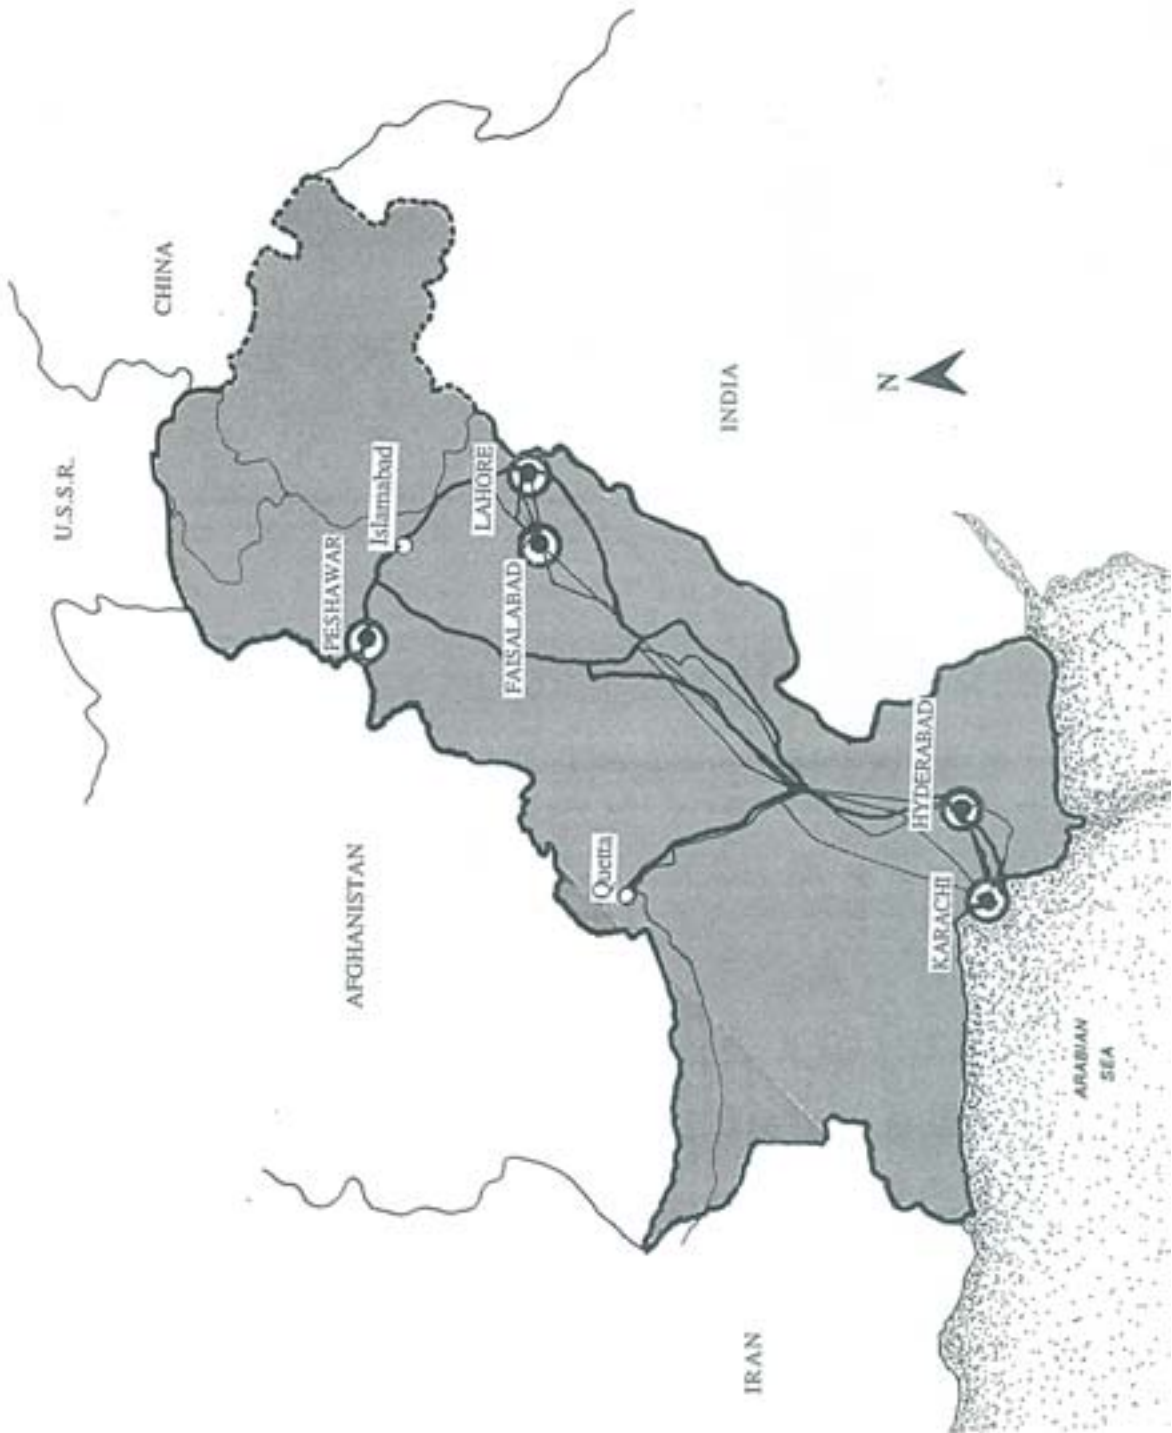 U.S.S.R.
CHINA
PESHAWAR
Islamabad
AFGHANISTAN
LAHORE
FAISALABAD
Quetta
INDIA
IRAN
N
HYDERABAD
KARACHI
ARABIAN
SEA